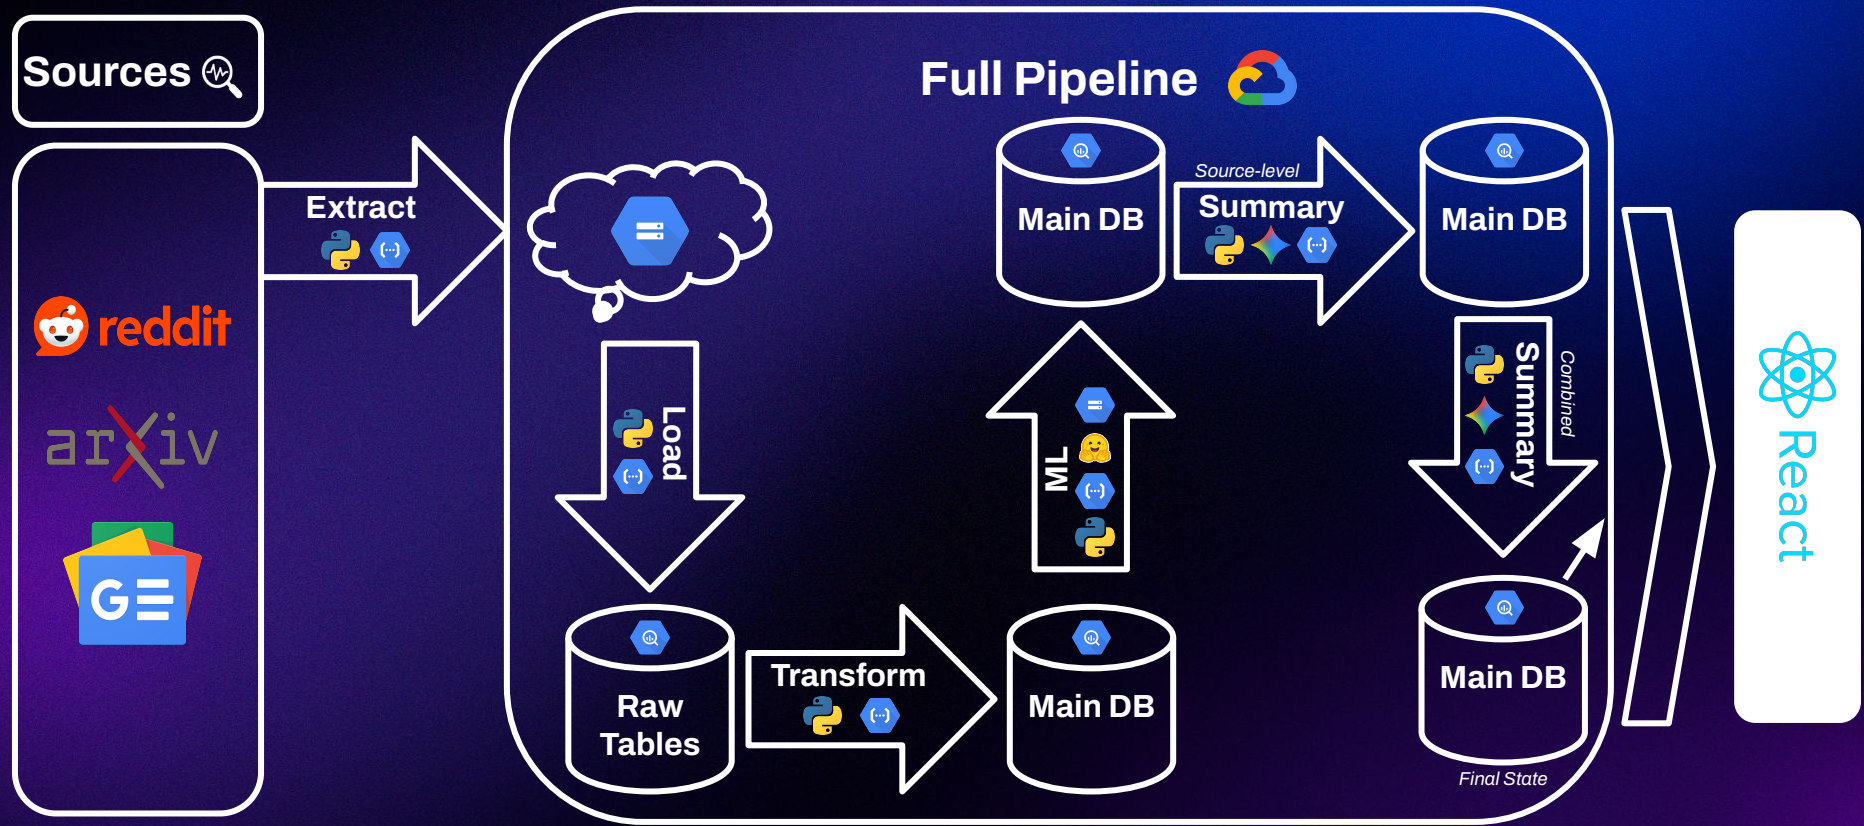 Sources
Full Pipeline
Extract
reddit
arXiv
G
Load
Raw
Tables
Transform
Main DB
ML
Main DB
Source-level
Summary
Main DB
Summary
Combined
Main DB
Final State
React